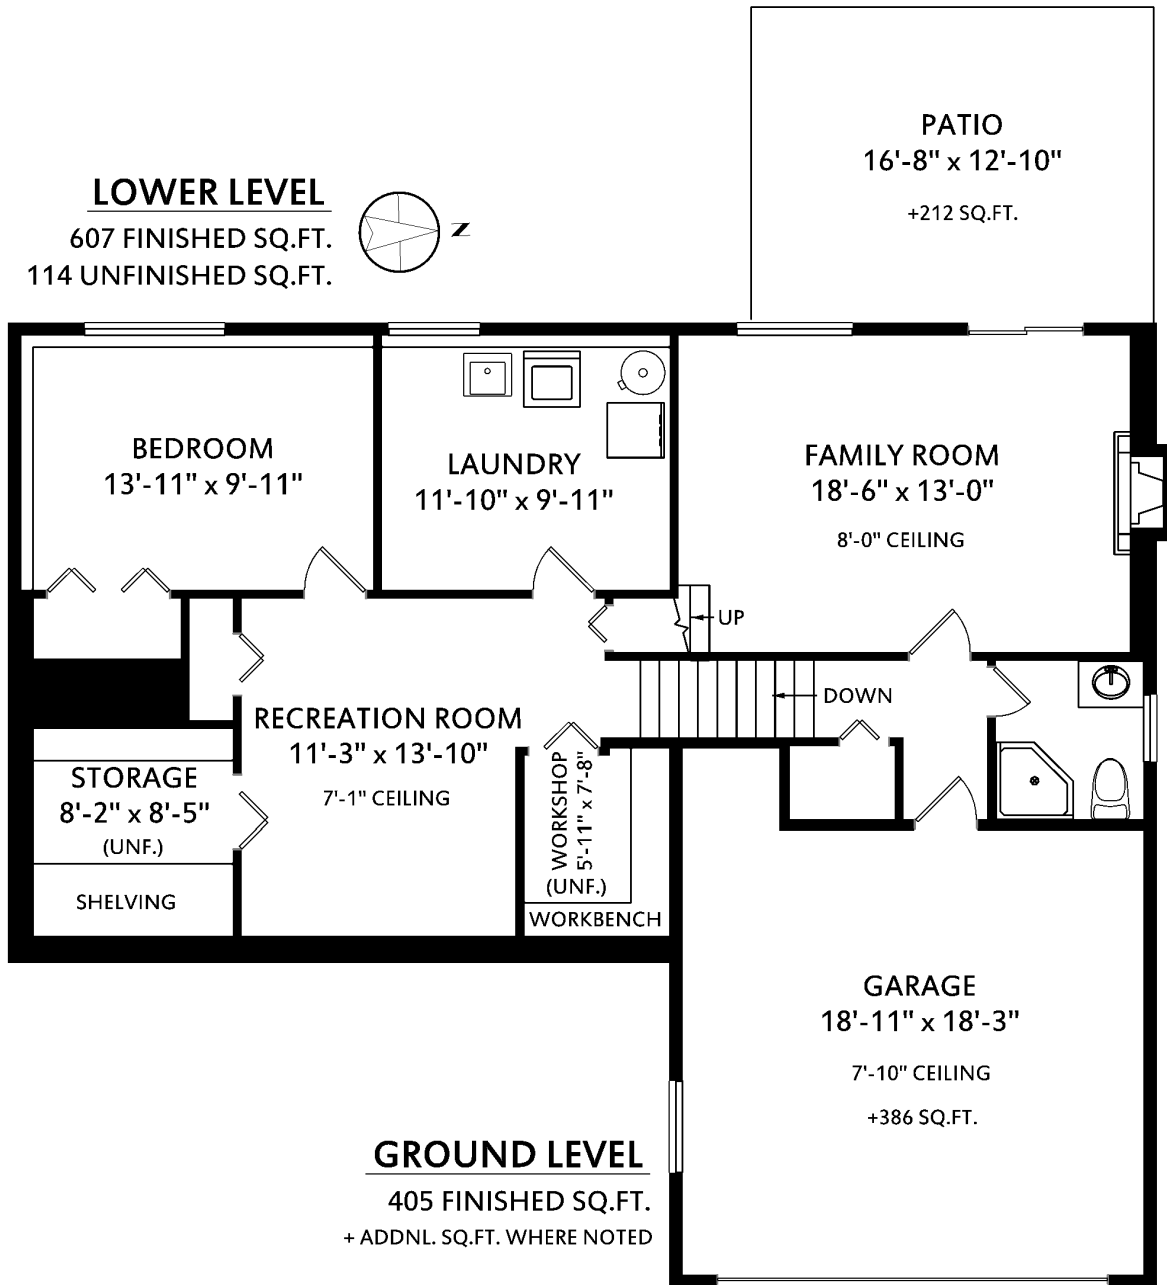 PATIO
16'-8" x 12'-10"
+212 SQ.FT.
LOWER LEVEL
607 FINISHED SQ.FT.
114 UNFINISHED SQ.FT.
N
BEDROOM
13'-11" x 9'-11"
LAUNDRY
11'-10" x 9'-11"
FAMILY ROOM
18'-6" x 13'-0"
8'-0" CEILING
UP
DOWN
RECREATION ROOM
11'-3" x 13'-10"
7'-1" CEILING
STORAGE
8'-2" x 8'-5"
(UNF.)
SHELVING
WORKSHOP
5'-11" x 7'-8"
(UNF.)
WORKBENCH
GARAGE
18'-11" x 18'-3"
7'-10" CEILING
+386 SQ.FT.
GROUND LEVEL
405 FINISHED SQ.FT.
+ ADDNL. SQ.FT. WHERE NOTED